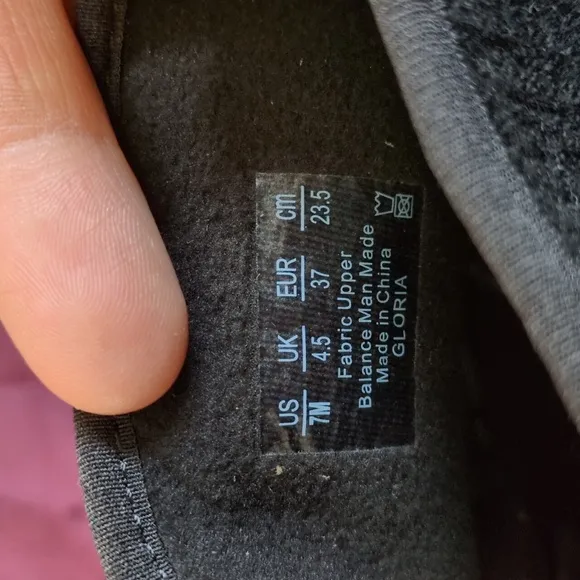 US UK EUR cm
7M 4.5 37 23.5
Fabric Upper
Balance Man Made
Made in China
GLORIA